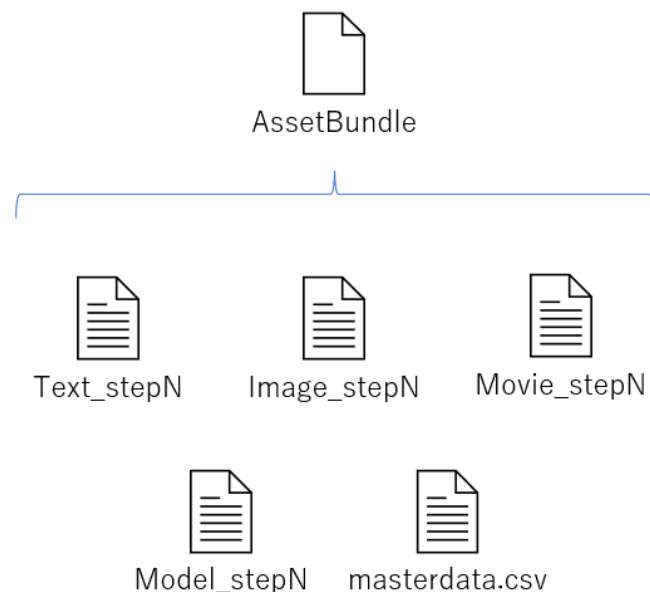 AssetBundle
Text_stepN
Image_stepN
Movie_stepN
Model_stepN
masterdata.csv